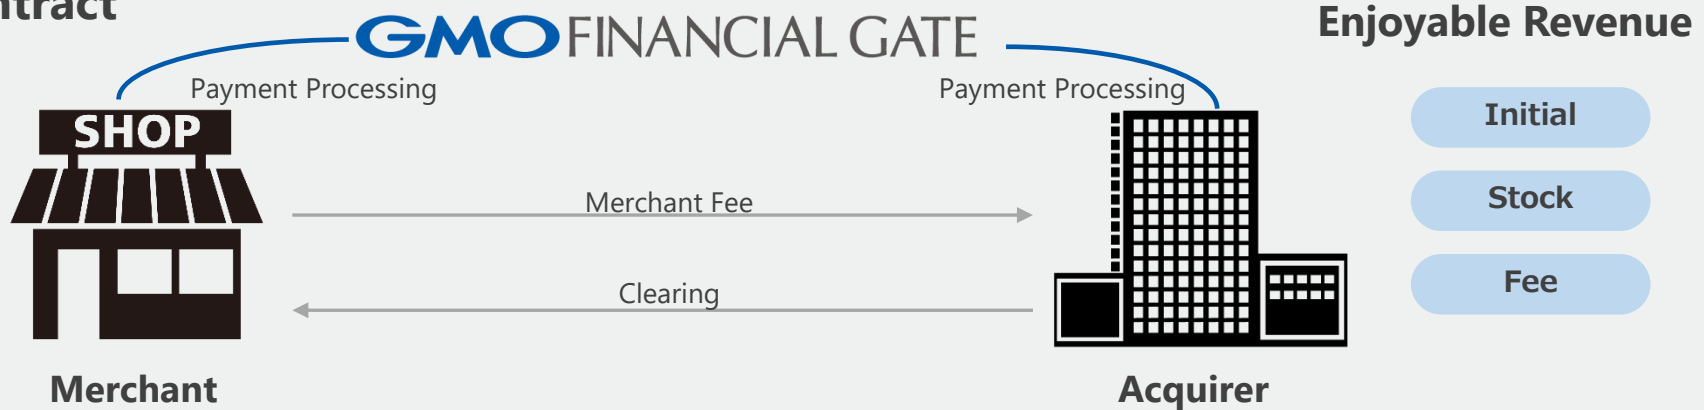 Enjoyable Revenue
GMO FINANCIAL GATE
Payment Processing
Payment Processing
SHOP
Merchant Fee
Clearing
Merchant
Acquirer
Initial
Stock
Fee